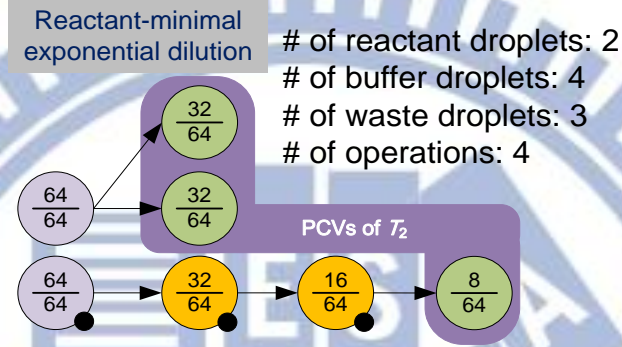 Reactant-minimal
exponential dilution
# of reactant droplets: 2
# of buffer droplets: 4
# of waste droplets: 3
# of operations: 4
32
64
64
64
32
64
PCVs of T₂
64
64
32
64
16
64
8
64